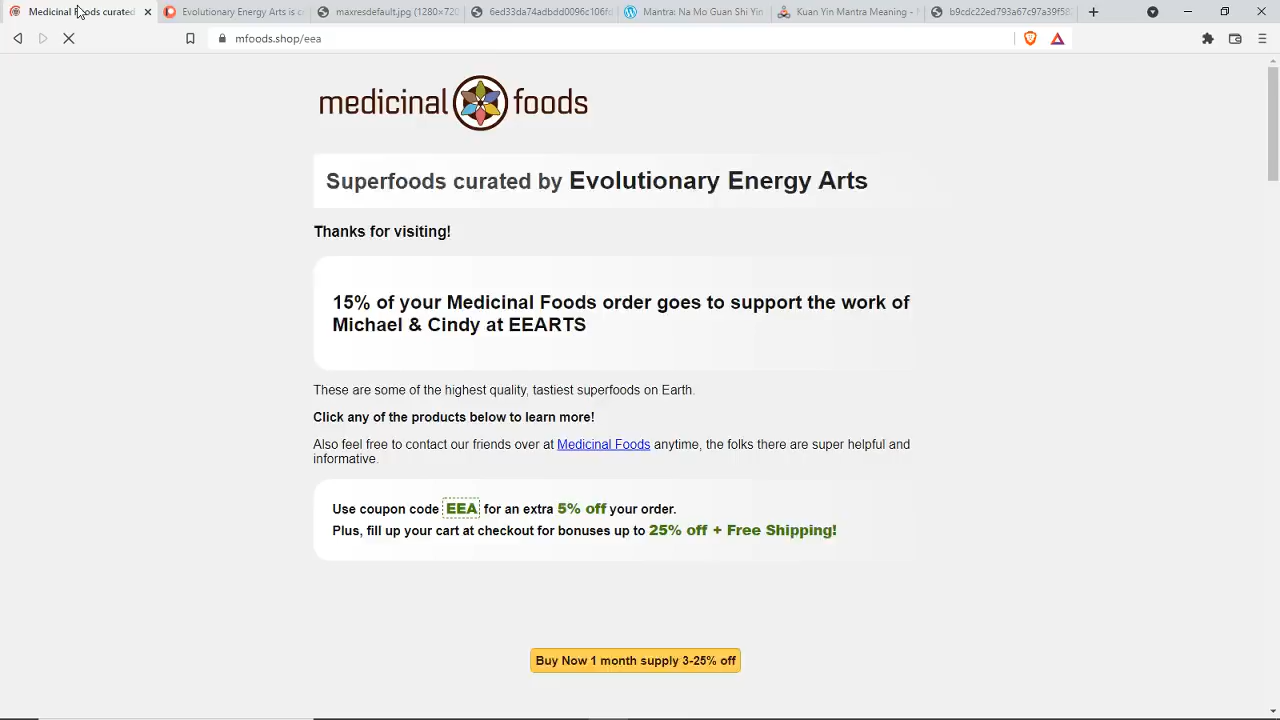 Medicinal Foods curated
Evolutionary Energy Arts is c
maxresdefault.jpg (1280×720
6ed33da74adbdd0096c106fd
Mantra: Na Mo Guan Shi Yin
Kuan Yin Mantra Meaning - 
b9cdc22ed793a67c97a39f58
mfoods.shop/eea
medicinal foods
Superfoods curated by Evolutionary Energy Arts
Thanks for visiting!
15% of your Medicinal Foods order goes to support the work of
Michael & Cindy at EEARTS
These are some of the highest quality, tastiest superfoods on Earth.
Click any of the products below to learn more!
Also feel free to contact our friends over at Medicinal Foods anytime, the folks there are super helpful and
informative.
Use coupon code EEA for an extra 5% off your order.
Plus, fill up your cart at checkout for bonuses up to 25% off + Free Shipping!
Buy Now 1 month supply 3-25% off